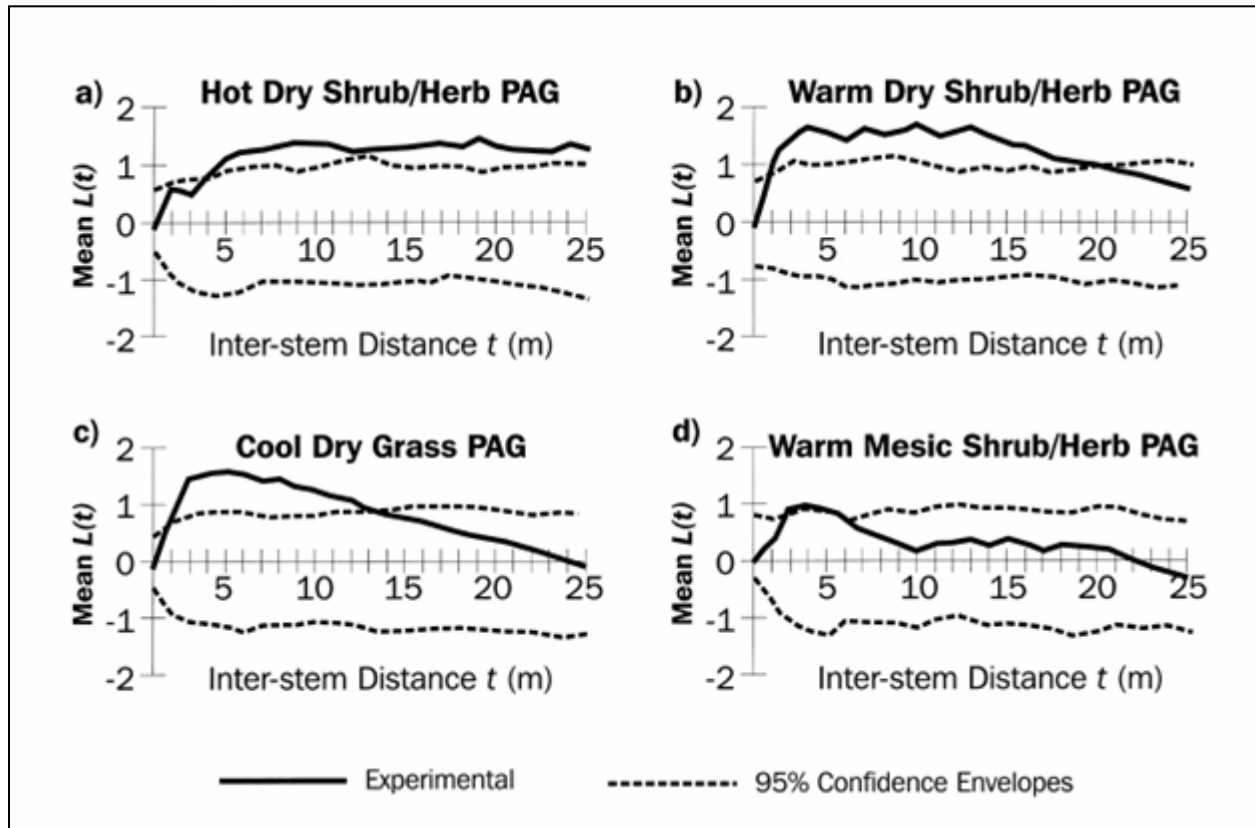 a) Hot Dry Shrub/Herb PAG
2
1
0
-1
-2
Mean L(t)
5 10 15 20 25
Inter-stem Distance t (m)
b) Warm Dry Shrub/Herb PAG
2
1
0
-1
-2
Mean L(t)
5 10 15 20 25
Inter-stem Distance t (m)
c) Cool Dry Grass PAG
2
1
0
-1
-2
Mean L(t)
5 10 15 20 25
Inter-stem Distance t (m)
d) Warm Mesic Shrub/Herb PAG
2
1
0
-1
-2
Mean L(t)
5 10 15 20 25
Inter-stem Distance t (m)
Experimental
95% Confidence Envelopes